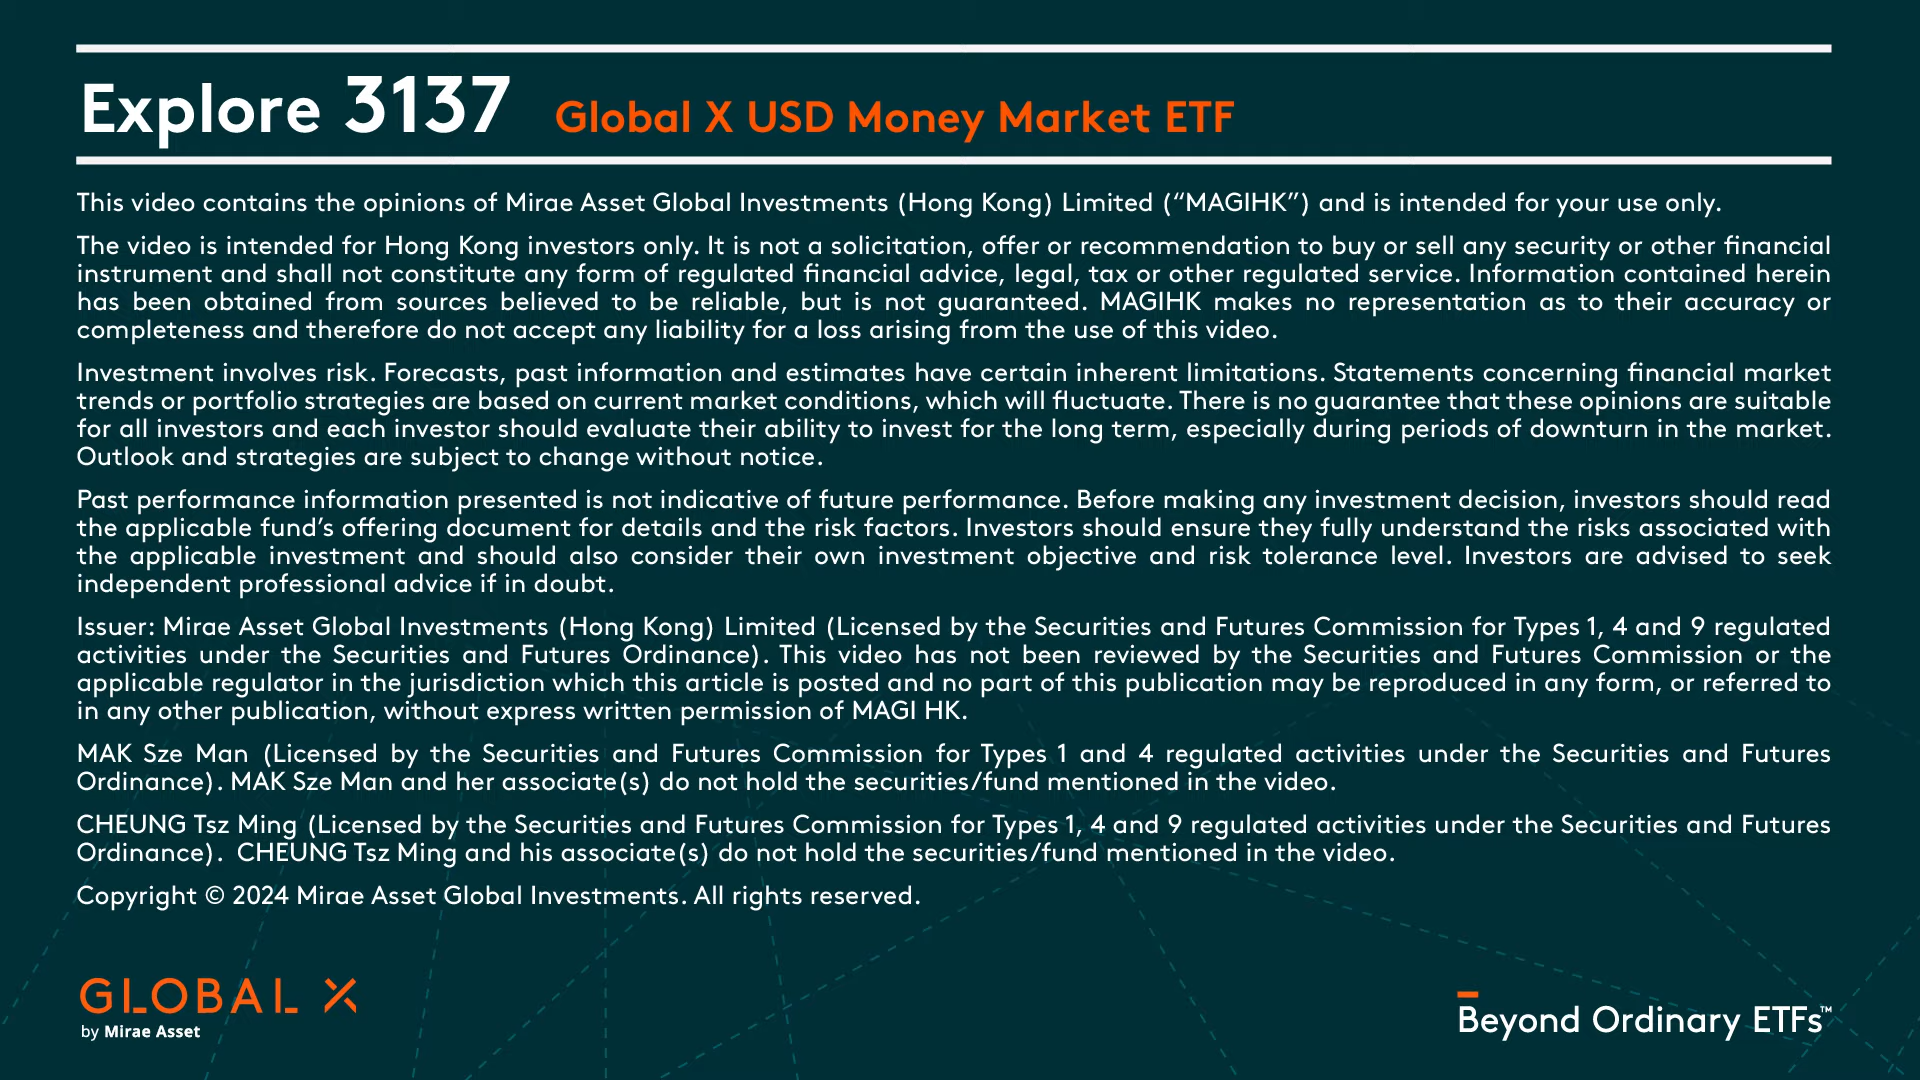 Explore 3137 Global X USD Money Market ETF
This video contains the opinions of Mirae Asset Global Investments (Hong Kong) Limited (“MAGIHK”) and is intended for your use only.
The video is intended for Hong Kong investors only. It is not a solicitation, offer or recommendation to buy or sell any security or other financial
instrument and shall not constitute any form of regulated financial advice, legal, tax or other regulated service. Information contained herein
has been obtained from sources believed to be reliable, but is not guaranteed. MAGIHK makes no representation as to their accuracy or
completeness and therefore do not accept any liability for a loss arising from the use of this video.
Investment involves risk. Forecasts, past information and estimates have certain inherent limitations. Statements concerning financial market
trends or portfolio strategies are based on current market conditions, which will fluctuate. There is no guarantee that these opinions are suitable
for all investors and each investor should evaluate their ability to invest for the long term, especially during periods of downturn in the market.
Outlook and strategies are subject to change without notice.
Past performance information presented is not indicative of future performance. Before making any investment decision, investors should read
the applicable fund’s offering document for details and the risk factors. Investors should ensure they fully understand the risks associated with
the applicable investment and should also consider their own investment objective and risk tolerance level. Investors are advised to seek
independent professional advice if in doubt.
Issuer: Mirae Asset Global Investments (Hong Kong) Limited (Licensed by the Securities and Futures Commission for Types 1, 4 and 9 regulated
activities under the Securities and Futures Ordinance). This video has not been reviewed by the Securities and Futures Commission or the
applicable regulator in the jurisdiction which this article is posted and no part of this publication may be reproduced in any form, or referred to
in any other publication, without express written permission of MAGI HK.
MAK Sze Man (Licensed by the Securities and Futures Commission for Types 1 and 4 regulated activities under the Securities and Futures
Ordinance). MAK Sze Man and her associate(s) do not hold the securities/fund mentioned in the video.
CHEUNG Tsz Ming (Licensed by the Securities and Futures Commission for Types 1, 4 and 9 regulated activities under the Securities and Futures
Ordinance). CHEUNG Tsz Ming and his associate(s) do not hold the securities/fund mentioned in the video.
Copyright © 2024 Mirae Asset Global Investments. All rights reserved.
GLOBAL X
by Mirae Asset
Beyond Ordinary ETFs™